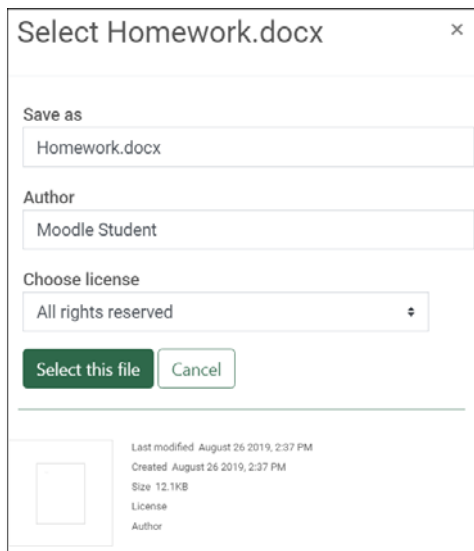 Select Homework.docx ×
Save as
Homework.docx
Author
Moodle Student
Choose license
All rights reserved
Select this file Cancel
Last modified August 26 2019, 2:37 PM
Created August 26 2019, 2:37 PM
Size 12.1KB
License
Author